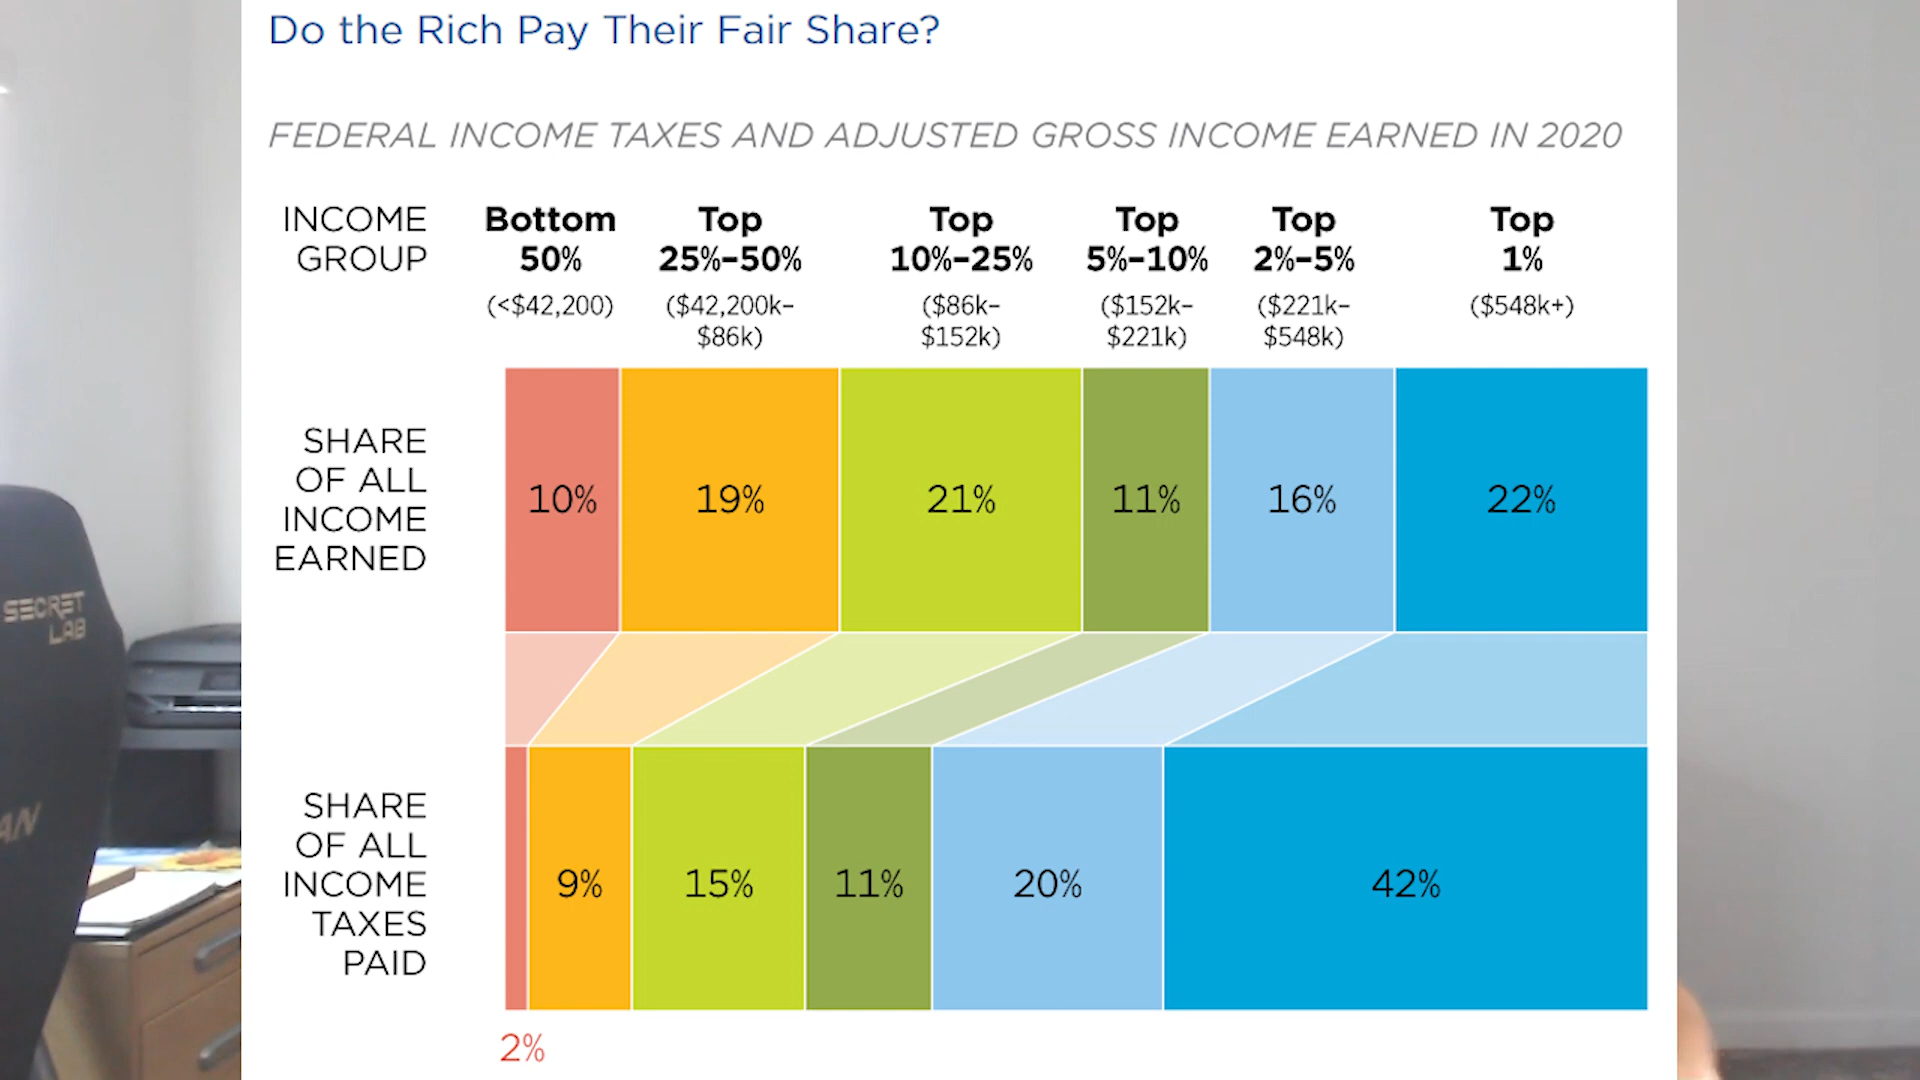 Do the Rich Pay Their Fair Share?
FEDERAL INCOME TAXES AND ADJUSTED GROSS INCOME EARNED IN 2020
INCOME
GROUP
Bottom
50%
(<$42,200)
Top
25%–50%
($42,200k–
$86k)
Top
10%–25%
($86k–
$152k)
Top
5%–10%
($152k–
$221k)
Top
2%–5%
($221k–
$548k)
Top
1%
($548k+)
SHARE
OF ALL
INCOME
EARNED
10%
19%
21%
11%
16%
22%
SECRET
LAB
SHARE
OF ALL
INCOME
TAXES
PAID
9%
15%
11%
20%
42%
2%